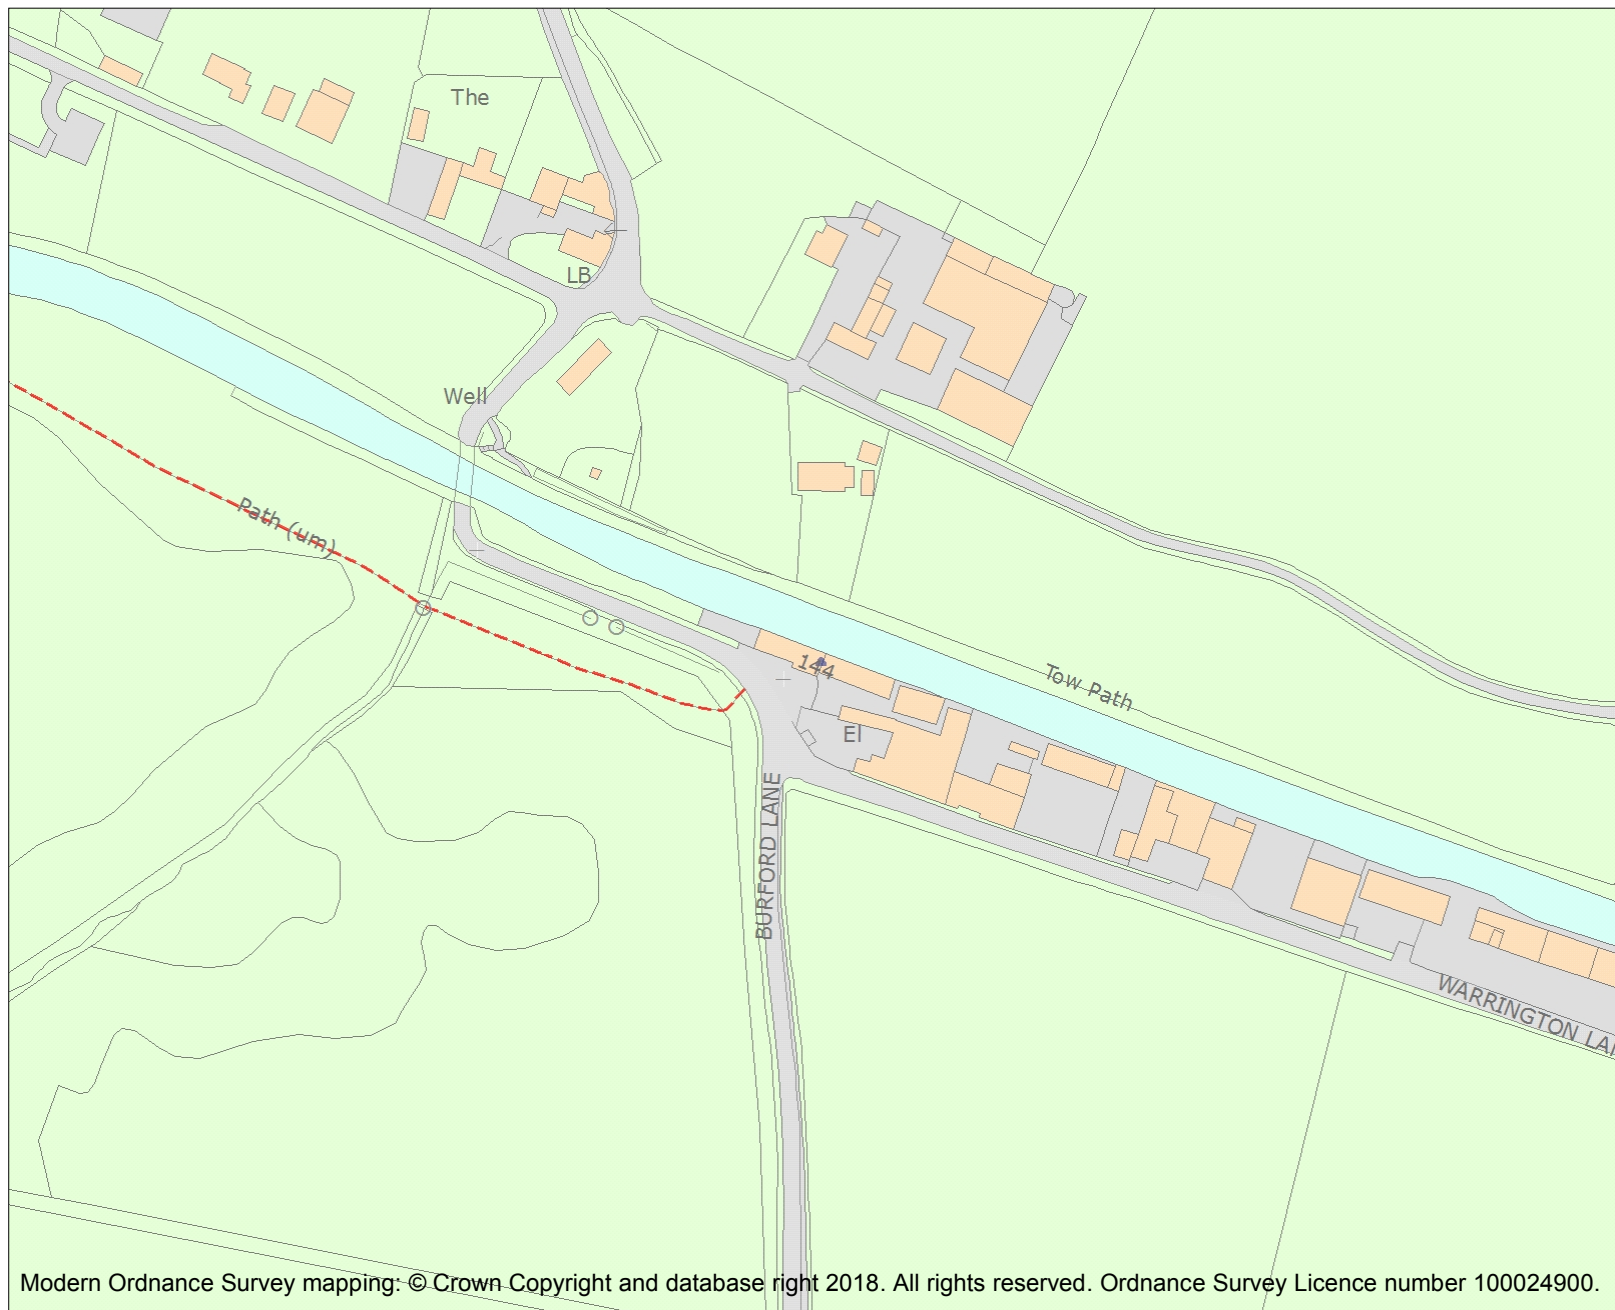 The
LB
Well
Path (um)
144
Tow Path
El
BURFORD LANE
WARRINGTON LAN
Modern Ordnance Survey mapping: © Crown Copyright and database right 2018. All rights reserved. Ordnance Survey Licence number 100024900.